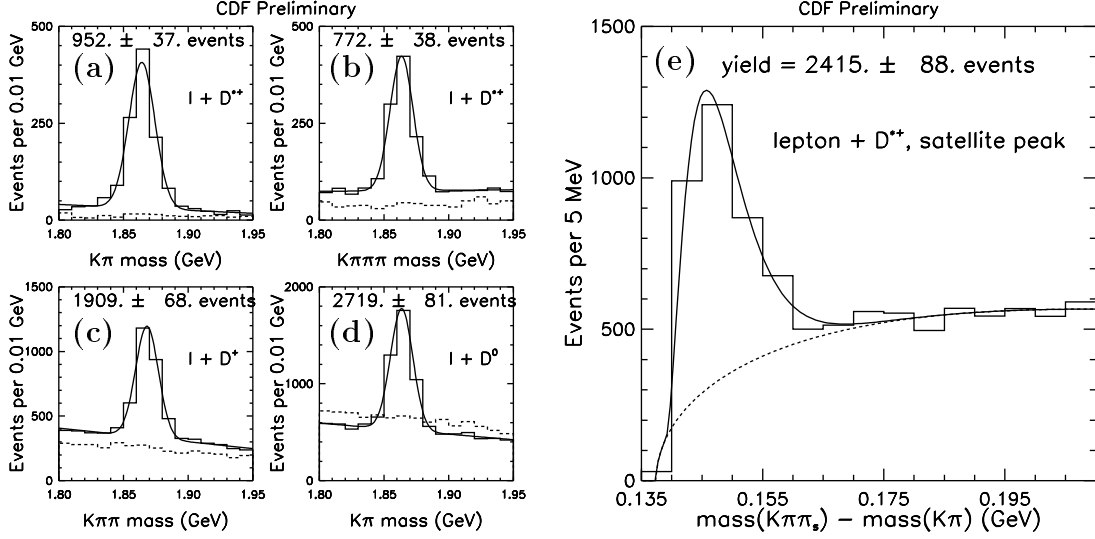 CDF Preliminary
500
250
0
Events per 0.01 GeV
952. ± 37. events
(a)
l + D*+
1.80 1.85 1.90 1.95
Kπ mass (GeV)
500
250
0
Events per 0.01 GeV
772. ± 38. events
(b)
l + D*+
1.80 1.85 1.90 1.95
Kπππ mass (GeV)
1500
1000
500
0
Events per 0.01 GeV
1909. ± 68. events
(c)
l + D+
1.80 1.85 1.90 1.95
Kππ mass (GeV)
2000
1000
0
Events per 0.01 GeV
2719. ± 81. events
(d)
l + D0
1.80 1.85 1.90 1.95
Kπ mass (GeV)
CDF Preliminary
1500
1000
500
0
Events per 5 MeV
(e) yield = 2415. ± 88. events
lepton + D*+, satellite peak
0.135 0.155 0.175 0.195
mass(Kππs) − mass(Kπ) (GeV)